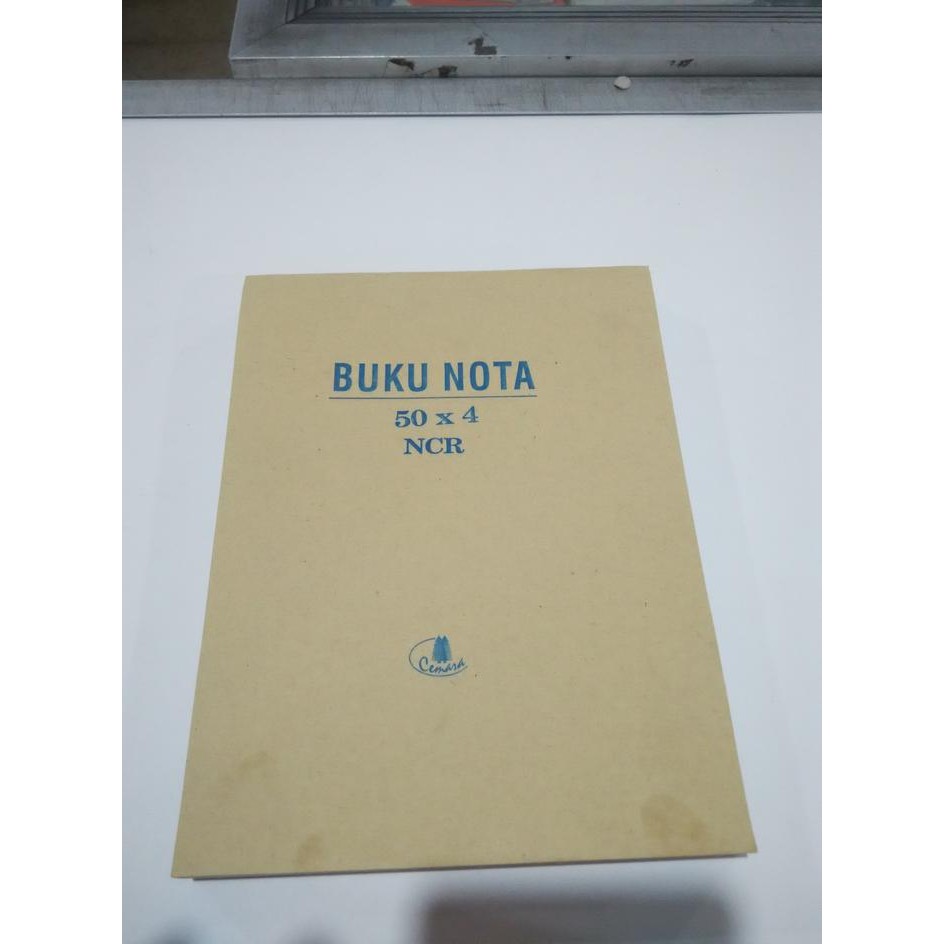 BUKU NOTA
50 x 4
NCR
Cemara